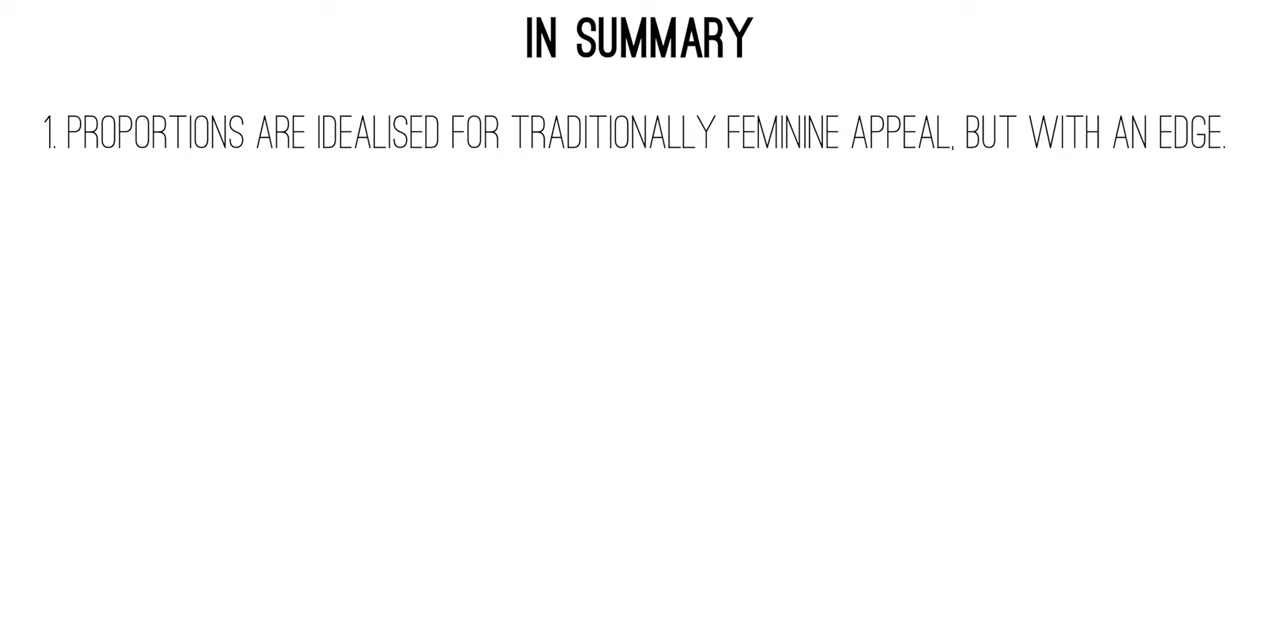 IN SUMMARY
1. PROPORTIONS ARE IDEALISED FOR TRADITIONALLY FEMININE APPEAL, BUT WITH AN EDGE.